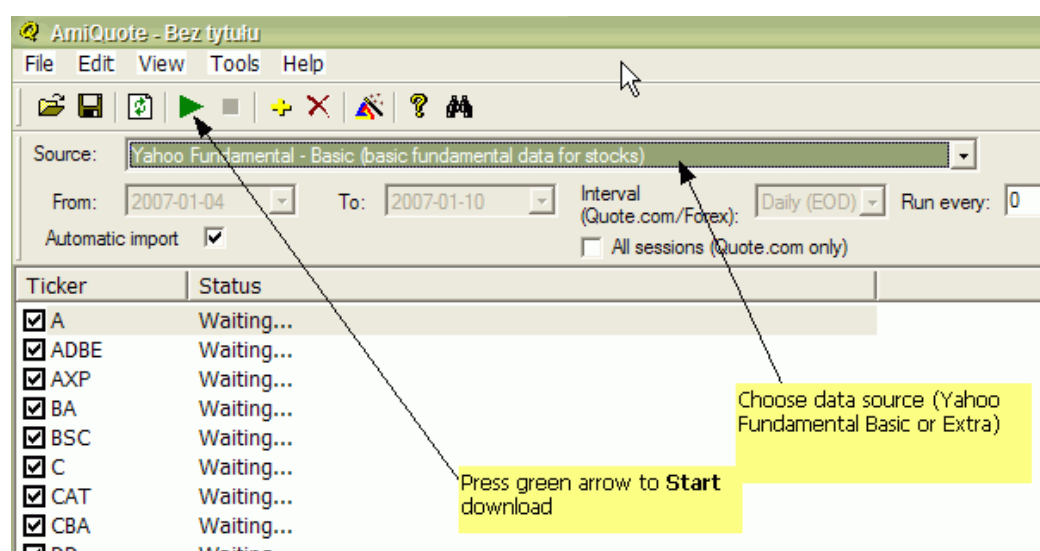 AmiQuote - Bez tytułu
File Edit View Tools Help
Source: Yahoo Fundamental - Basic (basic fundamental data for stocks)
From: 2007-01-04 To: 2007-01-10 Interval (Quote.com/Forex): Daily (EOD) Run every: 0
Automatic import All sessions (Quote.com only)
Ticker Status
A Waiting...
ADBE Waiting...
AXP Waiting...
BA Waiting...
BSC Waiting...
C Waiting...
CAT Waiting...
CBA Waiting...
Choose data source (Yahoo
Fundamental Basic or Extra)
Press green arrow to Start
download